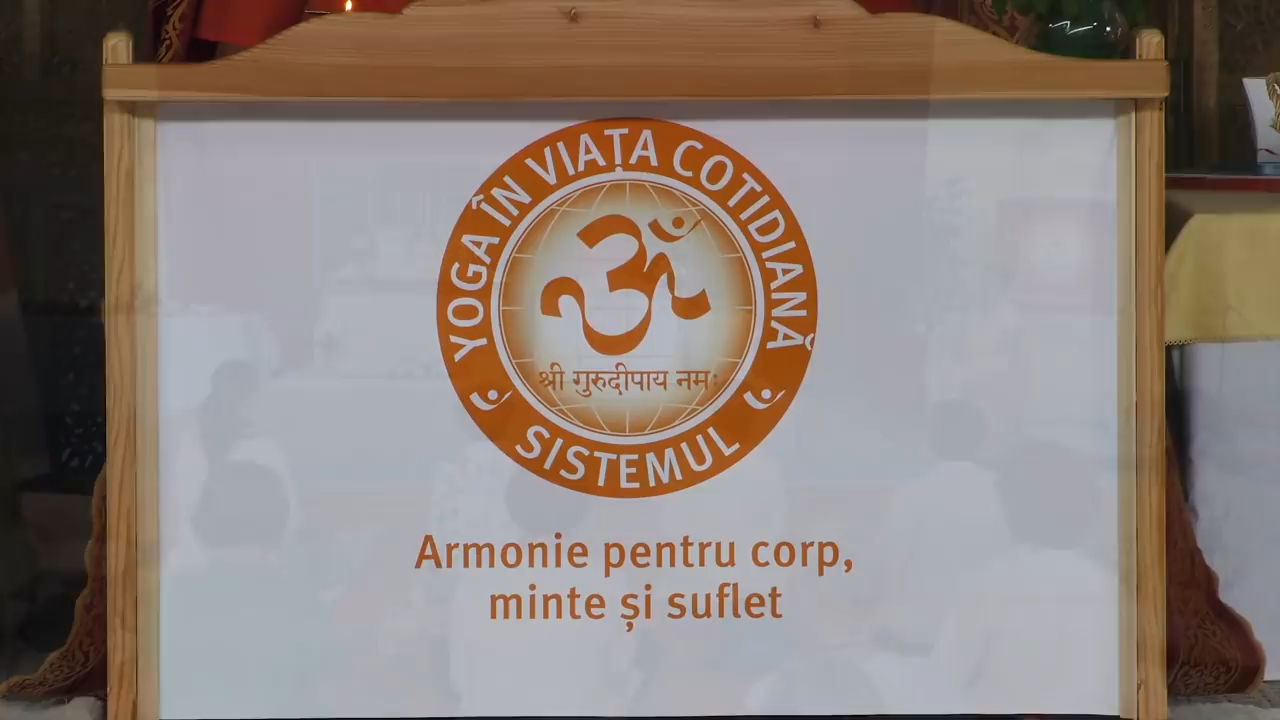 YOGA ÎN VIAȚA COTIDIANĂ
ॐ
श्री गुरुदीपाय नमः
SISTEMUL
Armonie pentru corp,
minte și suflet